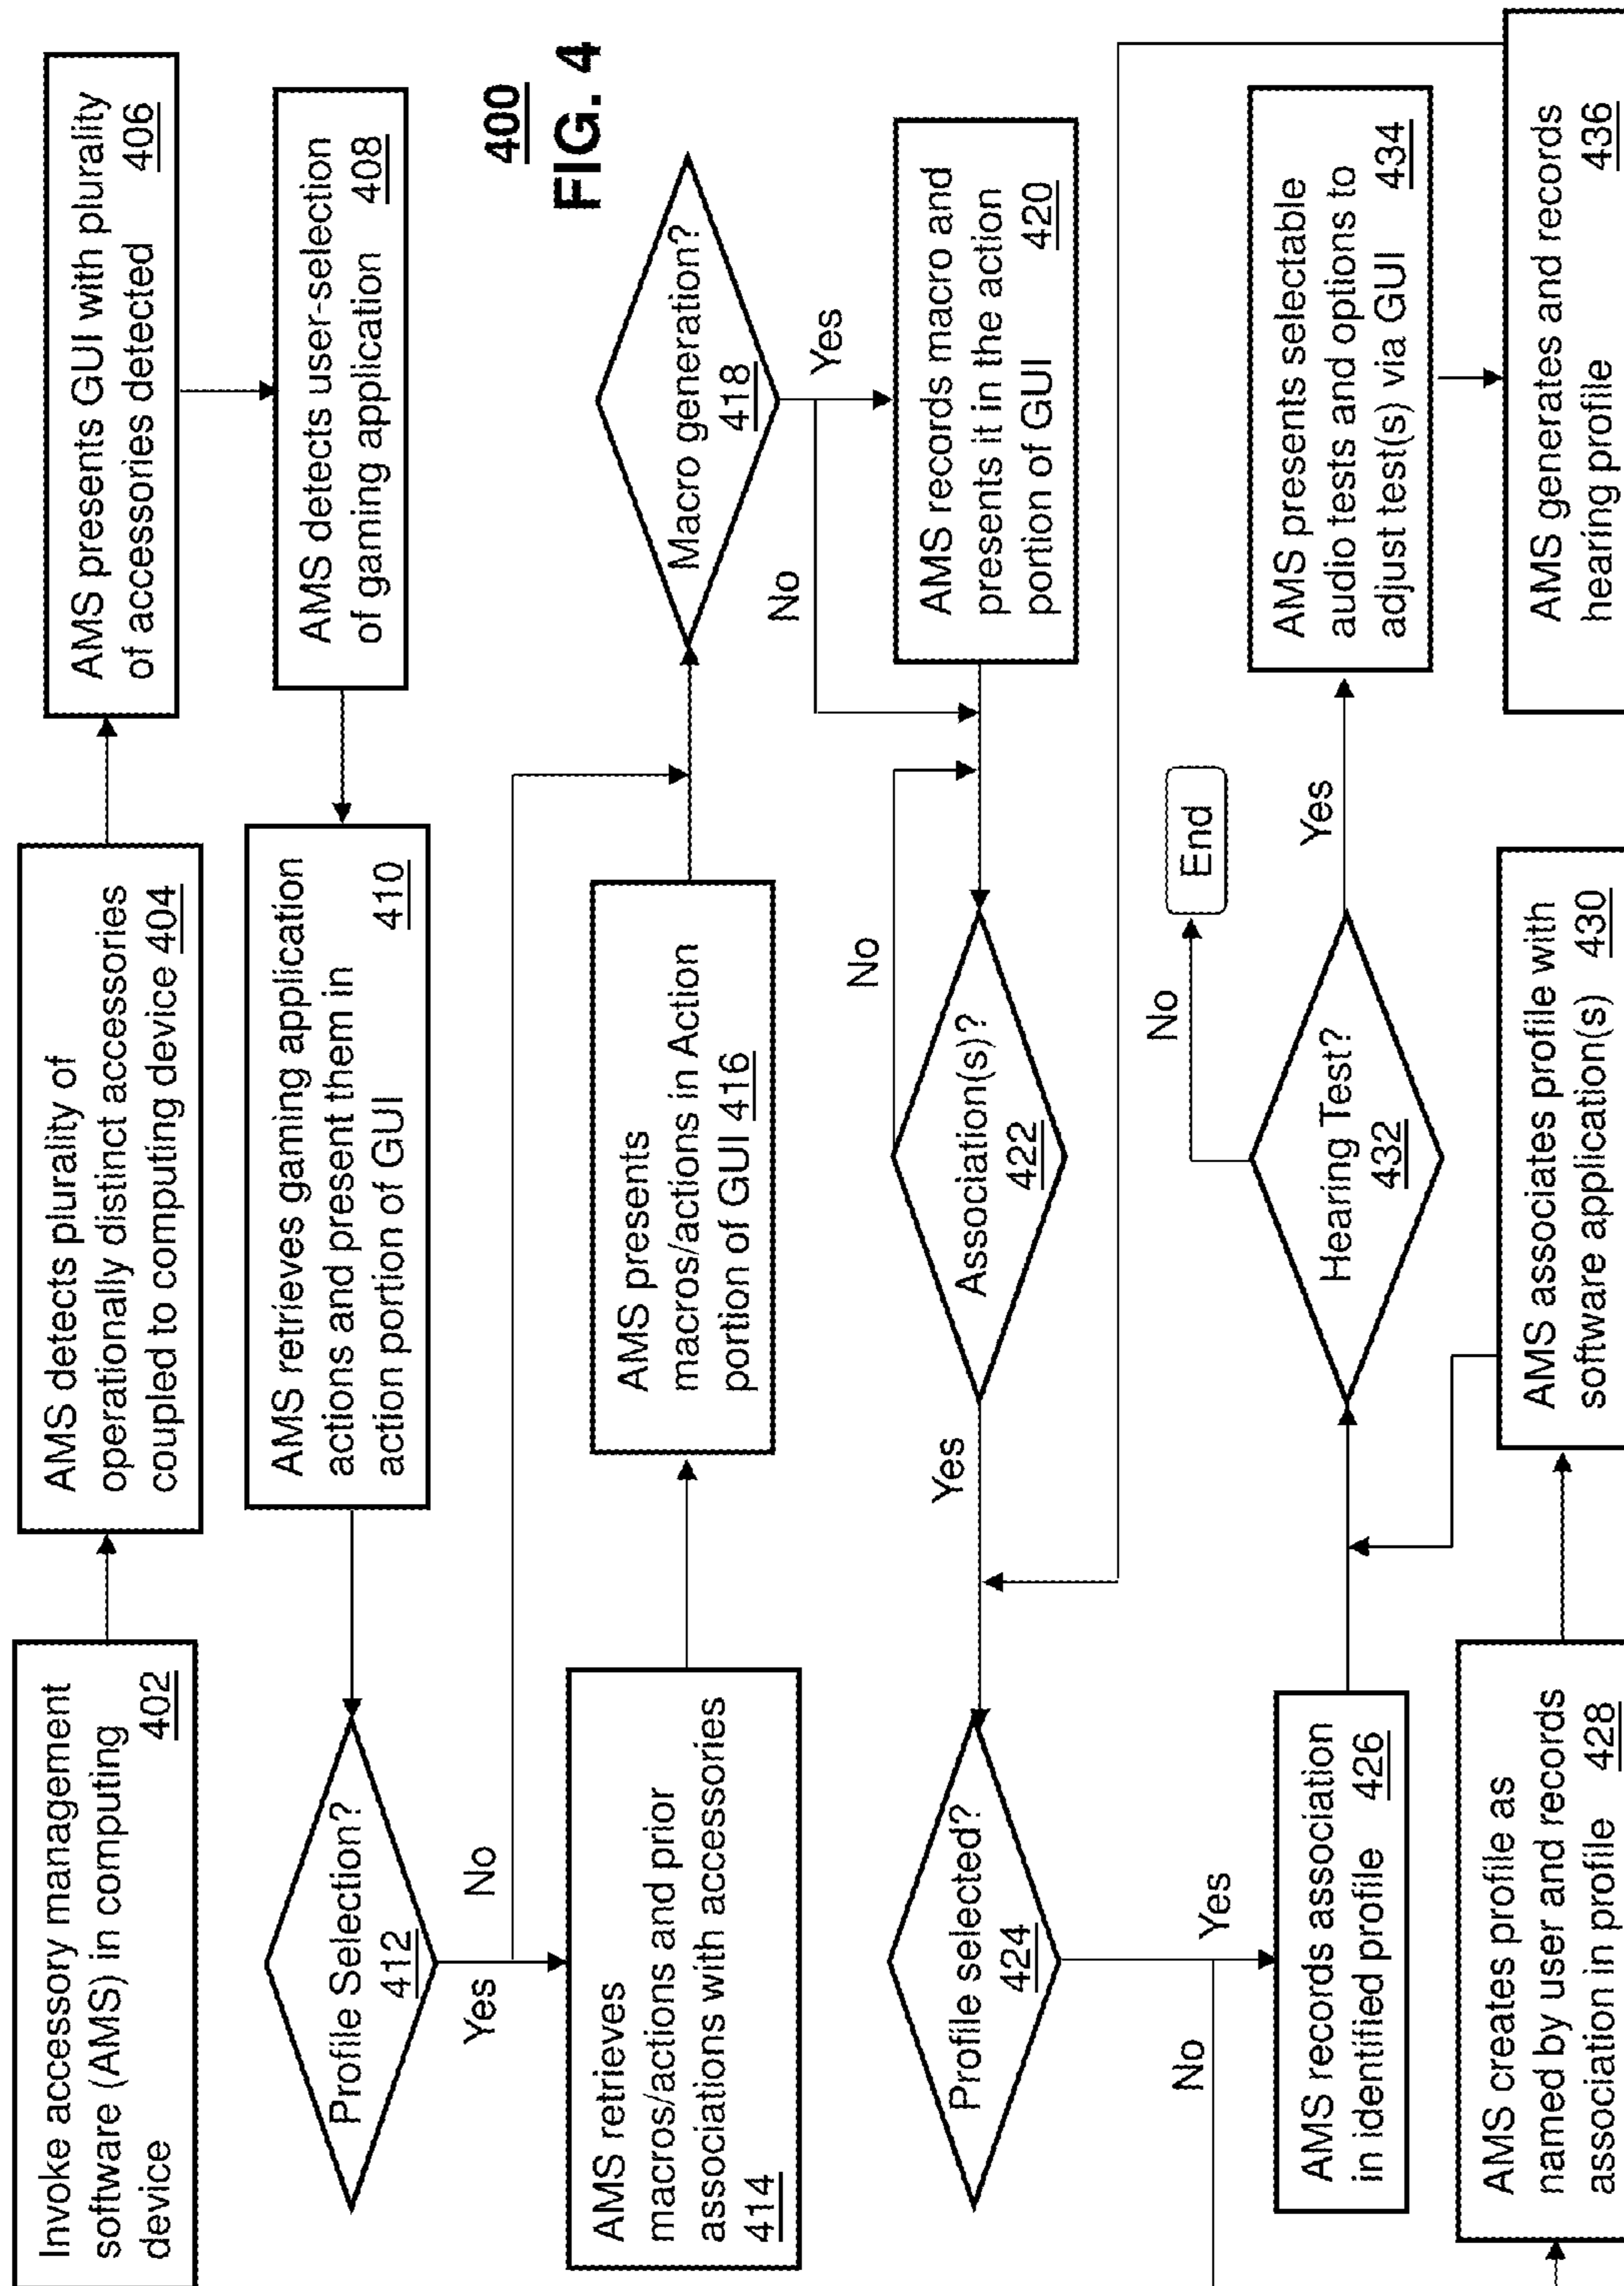 Invoke accessory management
software (AMS) in computing
device 402
AMS detects plurality of
operationally distinct accessories
coupled to computing device 404
AMS presents GUI with plurality
of accessories detected 406
AMS detects user-selection
of gaming application 408
AMS retrieves gaming application
actions and present them in
action portion of GUI 410
Profile Selection?
412
No
Yes
AMS retrieves
macros/actions and prior
associations with accessories
414
AMS presents
macros/actions in Action
portion of GUI 416
Macro generation?
418
No
Yes
400
FIG. 4
AMS records macro and
presents it in the action
portion of GUI 420
Association(s)?
422
No
Yes
Profile selected?
424
No
Yes
AMS records association
in identified profile 426
AMS creates profile as
named by user and records
association in profile 428
AMS associates profile with
software application(s) 430
Hearing Test?
432
No
End
Yes
AMS presents selectable
audio tests and options to
adjust test(s) via GUI 434
AMS generates and records
hearing profile 436